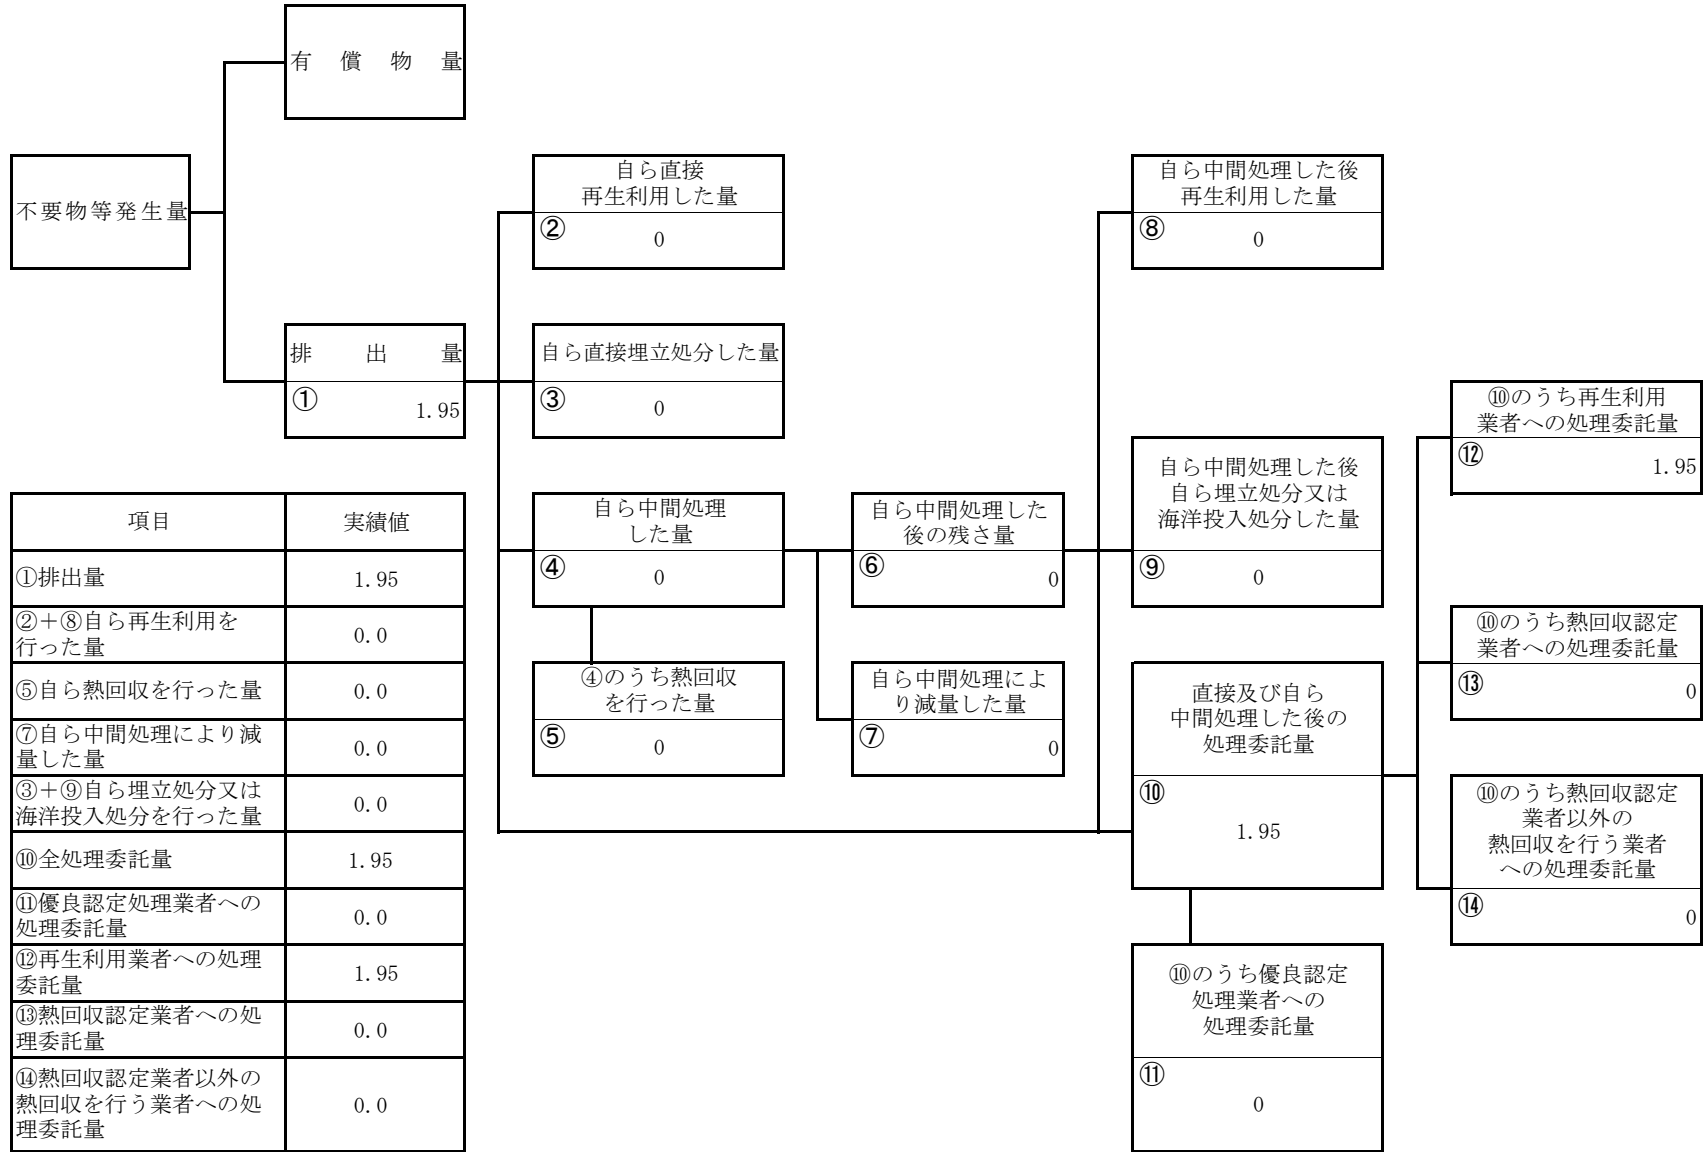 有償物量
不要物等発生量
排出量
①
1.95
自ら直接
再生利用した量
②
0
自ら直接埋立処分した量
③
0
自ら中間処理
した量
④
0
④のうち熱回収
を行った量
⑤
0
自ら中間処理した
後の残さ量
⑥
0
自ら中間処理によ
り減量した量
⑦
0
自ら中間処理した後
再生利用した量
⑧
0
自ら中間処理した後
自ら埋立処分又は
海洋投入処分した量
⑨
0
直接及び自ら
中間処理した後の
処理委託量
⑩
1.95
⑩のうち優良認定
処理業者への
処理委託量
⑪
0
⑩のうち再生利用
業者への処理委託量
⑫
1.95
⑩のうち熱回収認定
業者への処理委託量
⑬
0
⑩のうち熱回収認定
業者以外の
熱回収を行う業者
への処理委託量
⑭
0
項目 実績値
①排出量 1.95
②＋⑧自ら再生利用を
行った量 0.0
⑤自ら熱回収を行った量 0.0
⑦自ら中間処理により減
量した量 0.0
③＋⑨自ら埋立処分又は
海洋投入処分を行った量 0.0
⑩全処理委託量 1.95
⑪優良認定処理業者への
処理委託量 0.0
⑫再生利用業者への処理
委託量 1.95
⑬熱回収認定業者への処
理委託量 0.0
⑭熱回収認定業者以外の
熱回収を行う業者への処
理委託量 0.0